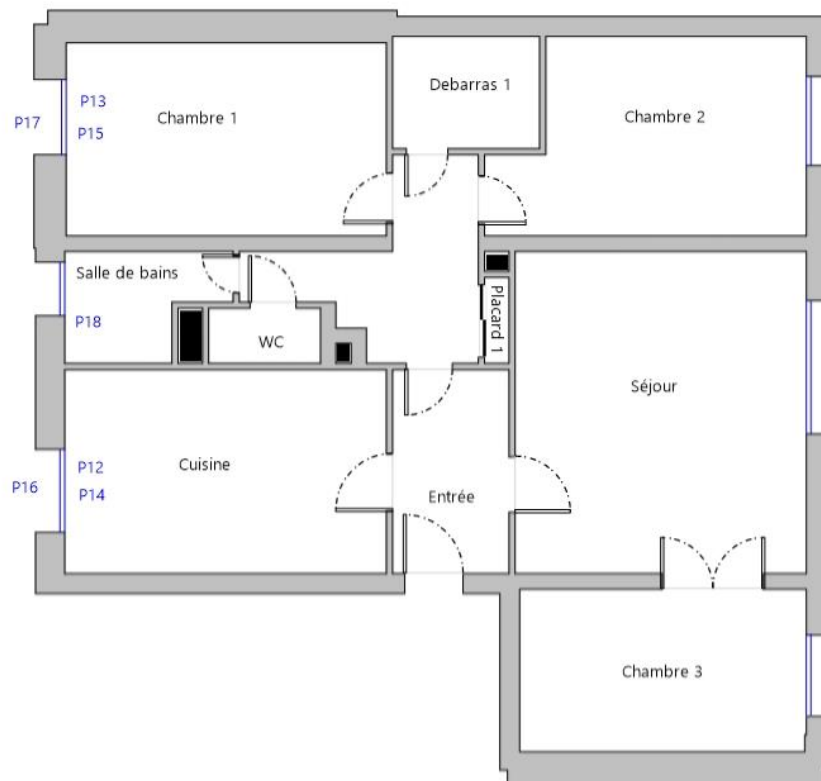 Debarras 1
P13
Chambre 1
Chambre 2
P17
P15
Salle de bains
Placard 1
P18
WC
Séjour
P12
Cuisine
P16
P14
Entrée
Chambre 3